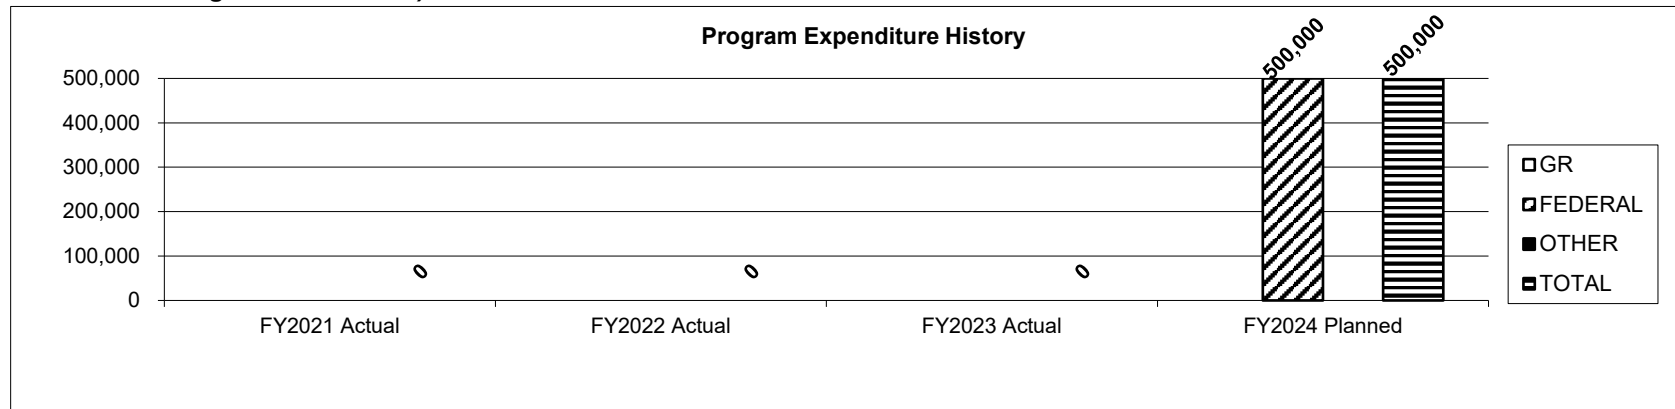 Program Expenditure History
500,000
500,000
500,000
400,000
300,000
200,000
100,000
0
0
0
0
FY2021 Actual
FY2022 Actual
FY2023 Actual
FY2024 Planned
GR
FEDERAL
OTHER
TOTAL